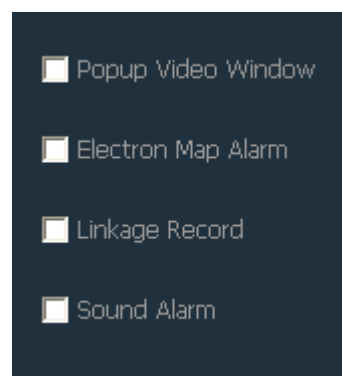 Popup Video Window
Electron Map Alarm
Linkage Record
Sound Alarm